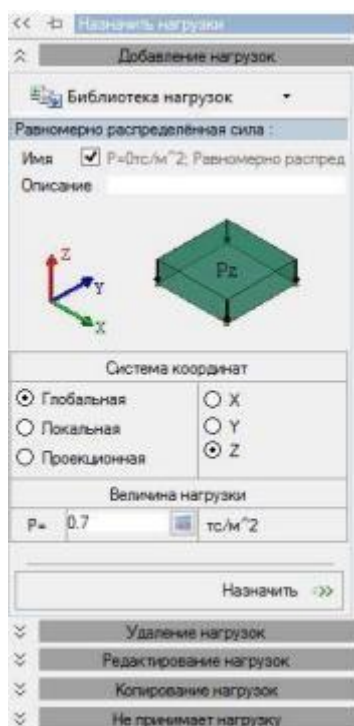 << Назначить нагрузки
Добавление нагрузок
Библиотека нагрузок
Равномерно распределённая сила :
Имя P=0тс/м^2; Равномерно распред
Описание
Z
Y
X
Pz
Система координат
Глобальная X
Локальная Y
Проекционная Z
Величина нагрузки
P= 0.7 тс/м^2
Назначить
Удаление нагрузок
Редактирование нагрузок
Копирование нагрузок
Не принимает нагрузку